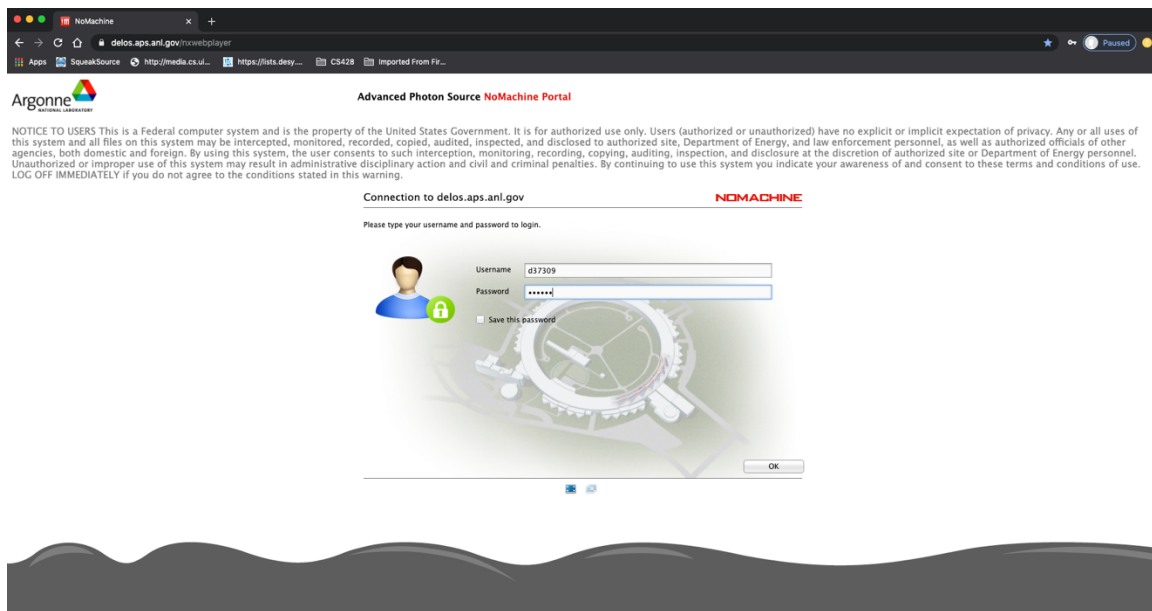 NoMachine
delos.aps.anl.gov/nxwebplayer
Paused
Apps SqueakSource http://media.cs.ui... https://lists.desy.... CS428 Imported From Fir...
Argonne
NATIONAL LABORATORY
Advanced Photon Source NoMachine Portal
NOTICE TO USERS This is a Federal computer system and is the property of the United States Government. It is for authorized use only. Users (authorized or unauthorized) have no explicit or implicit expectation of privacy. Any or all uses of
this system and all files on this system may be intercepted, monitored, recorded, copied, audited, inspected, and disclosed to authorized site, Department of Energy, and law enforcement personnel, as well as authorized officials of other
agencies, both domestic and foreign. By using this system, the user consents to such interception, monitoring, recording, copying, auditing, inspection, and disclosure at the discretion of authorized site or Department of Energy personnel.
Unauthorized or improper use of this system may result in administrative disciplinary action and civil and criminal penalties. By continuing to use this system you indicate your awareness of and consent to these terms and conditions of use.
LOG OFF IMMEDIATELY if you do not agree to the conditions stated in this warning.
Connection to delos.aps.anl.gov NOMACHINE
Please type your username and password to login.
Username d37309
Password ••••••
Save this password
OK